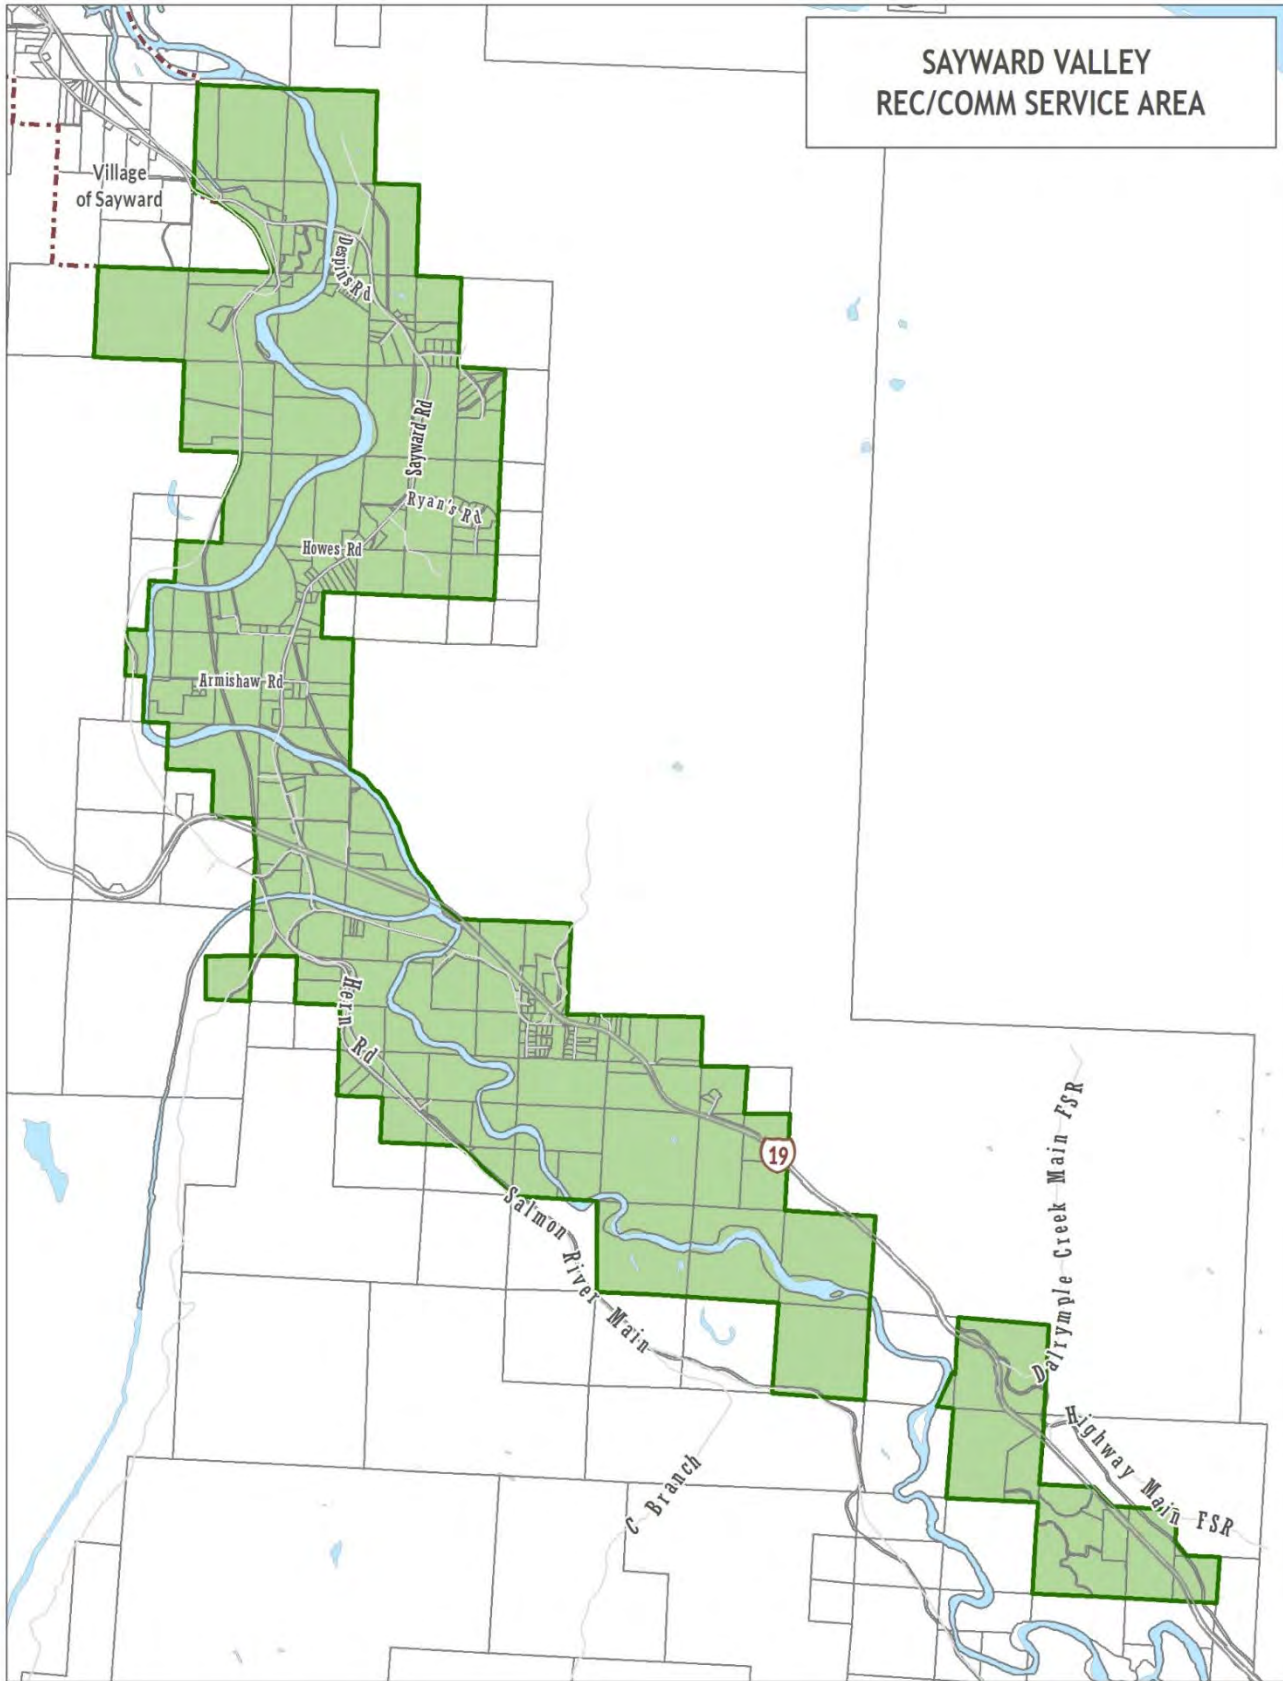 SAYWARD VALLEY
REC/COMM SERVICE AREA
Village
of Sayward
Despins Rd
Sayward Rd
Ryan's Rd
Howes Rd
Armishaw Rd
Hern Rd
19
Salmon River Main
Dalrymple Creek Main FSR
Highway Main FSR
C Branch